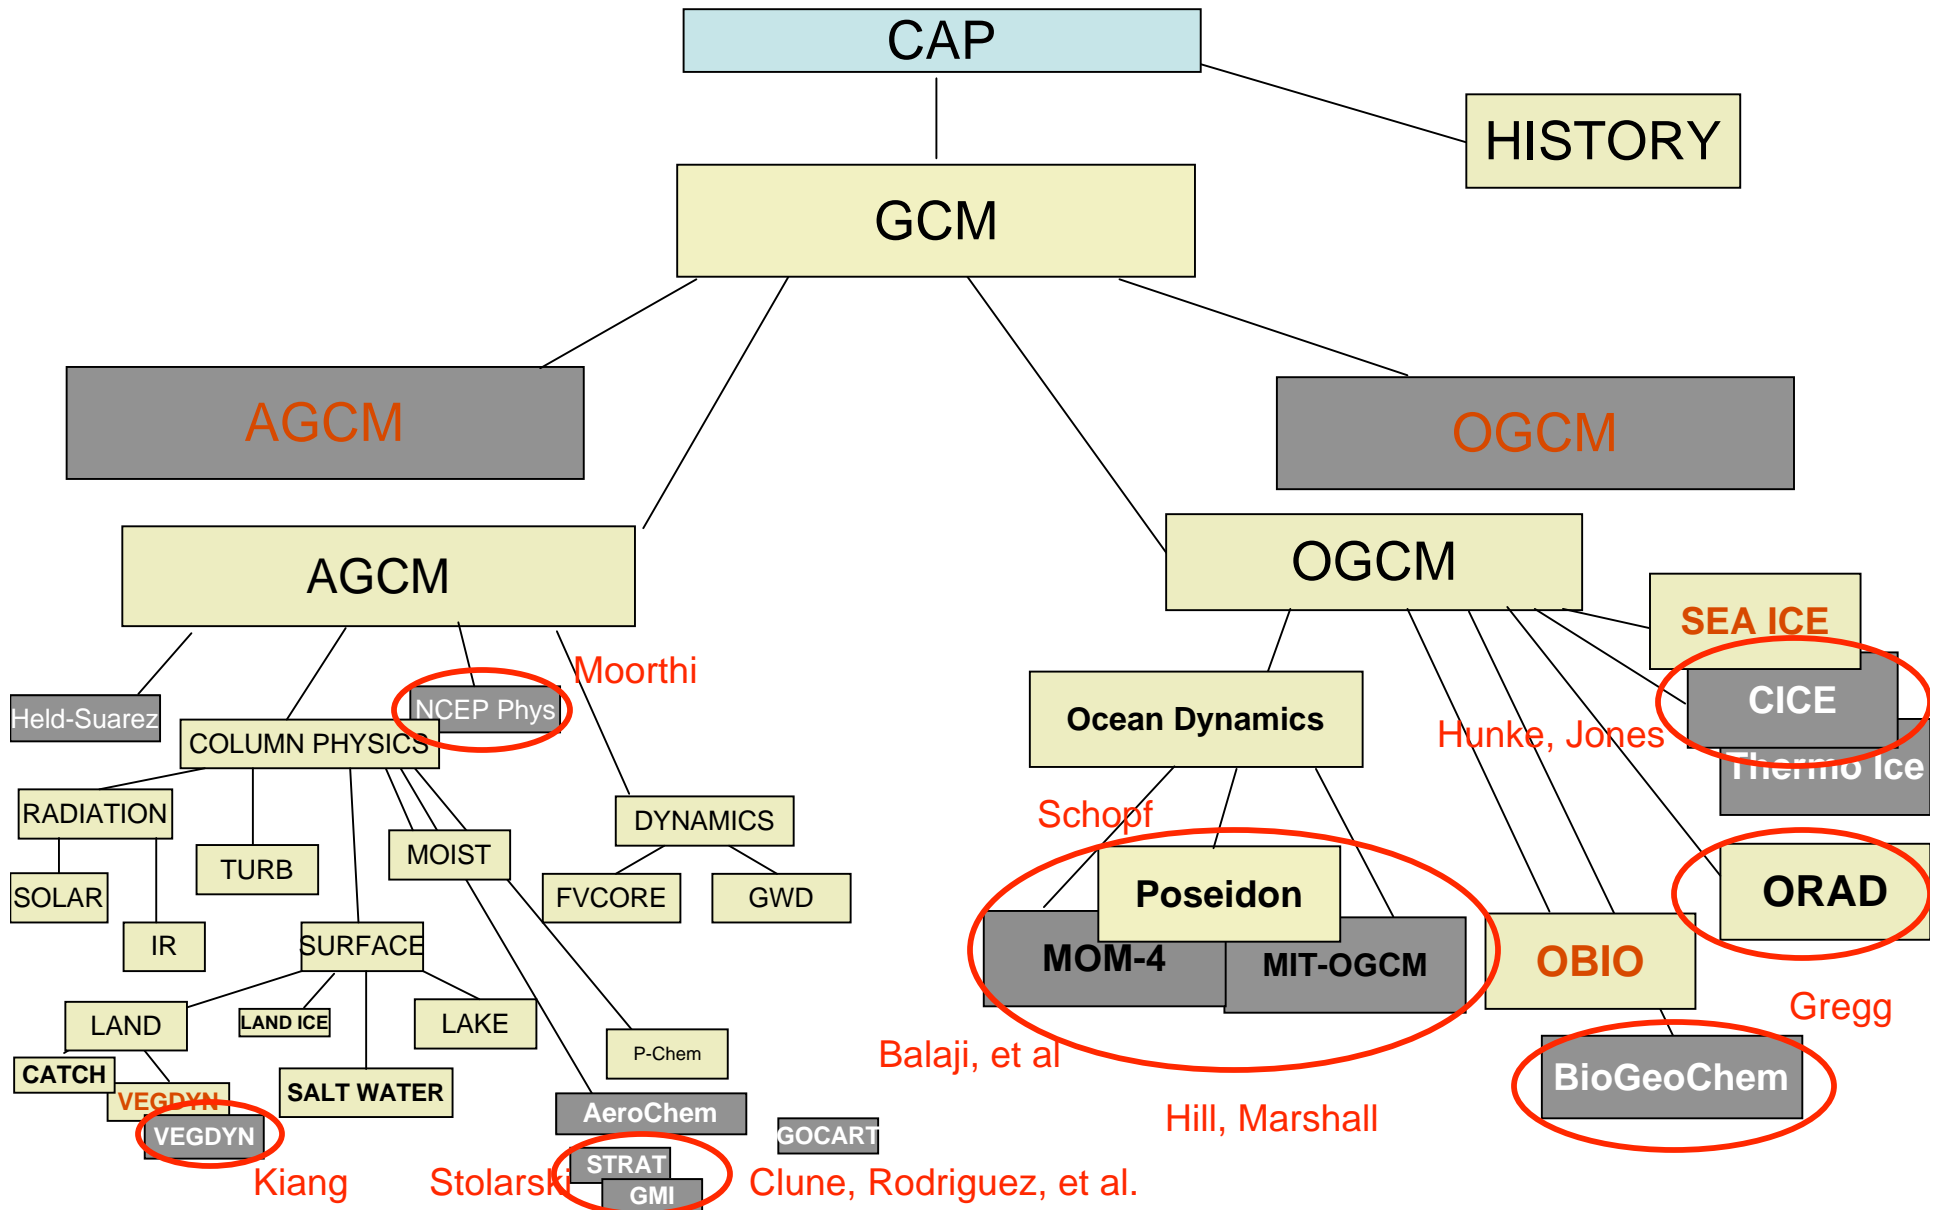 CAP
HISTORY
GCM
AGCM
OGCM
AGCM
OGCM
SEA ICE
Moorthi
Held-Suarez
NCEP Phys
COLUMN PHYSICS
Ocean Dynamics
CICE
Hunke, Jones
Thermo Ice
RADIATION
DYNAMICS
Schopf
TURB
MOIST
SOLAR
FVCORE
GWD
Poseidon
ORAD
IR
SURFACE
MOM-4
MIT-OGCM
OBIO
Gregg
LAND
LAND ICE
LAKE
P-Chem
Balaji, et al
CATCH
VEGDYN
SALT WATER
BioGeoChem
AeroChem
Hill, Marshall
VEGDYN
GOCART
STRAT
Kiang
Stolarski
GMI
Clune, Rodriguez, et al.